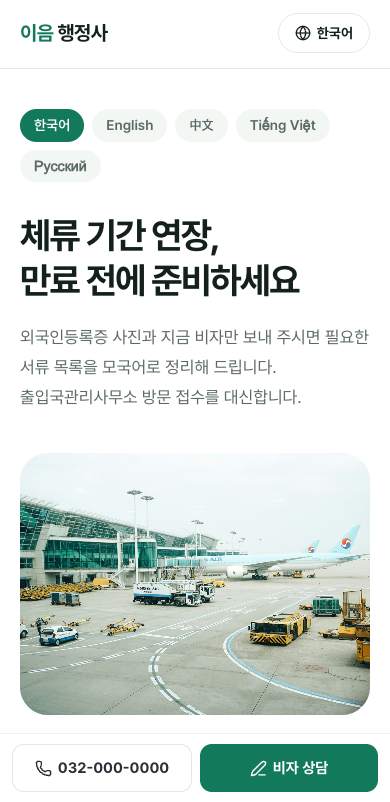 이음 행정사
한국어
한국어 English 中文 Tiếng Việt
Русский
체류 기간 연장,
만료 전에 준비하세요
외국인등록증 사진과 지금 비자만 보내 주시면 필요한
서류 목록을 모국어로 정리해 드립니다.
출입국관리사무소 방문 접수를 대신합니다.
032-000-0000
비자 상담